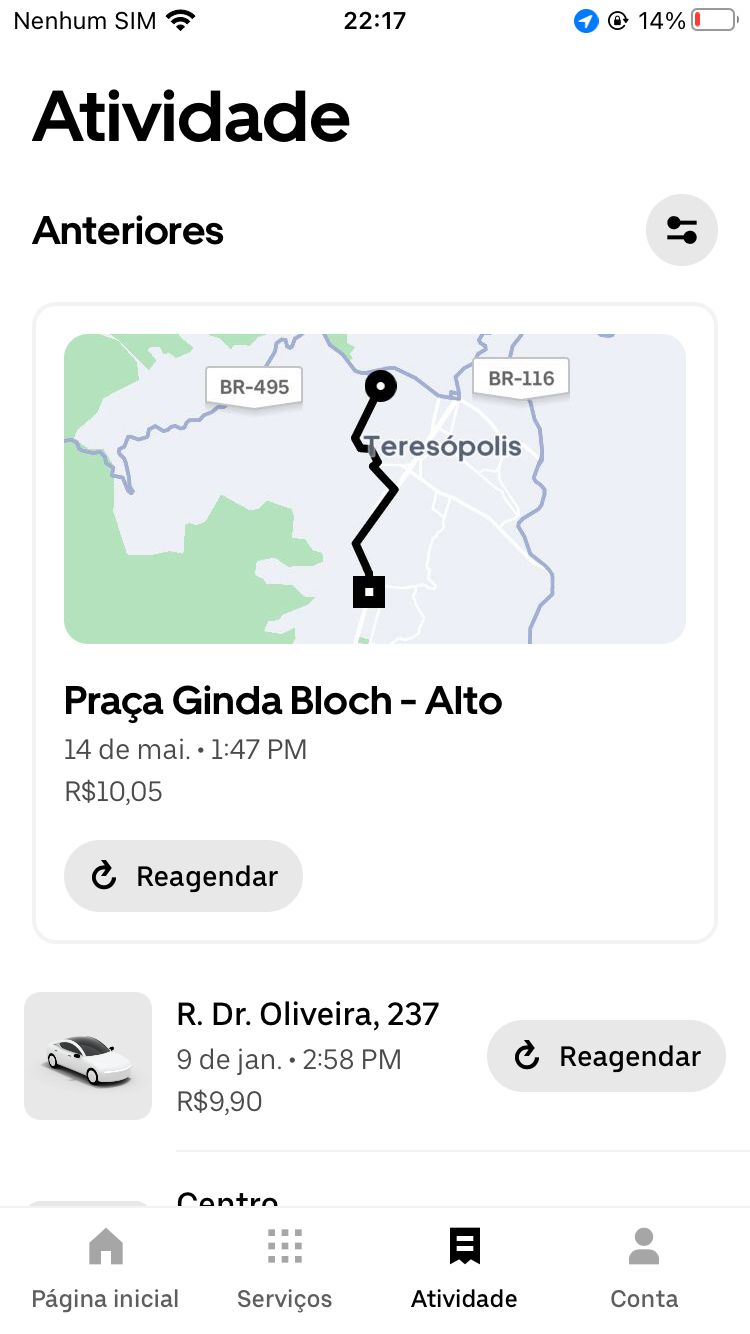 Nenhum SIM 22:17 14%
Atividade
Anteriores
BR-495
BR-116
Teresópolis
Praça Ginda Bloch - Alto
14 de mai. • 1:47 PM
R$10,05
Reagendar
R. Dr. Oliveira, 237
9 de jan. • 2:58 PM
R$9,90
Reagendar
Centro
Página inicial Serviços Atividade Conta